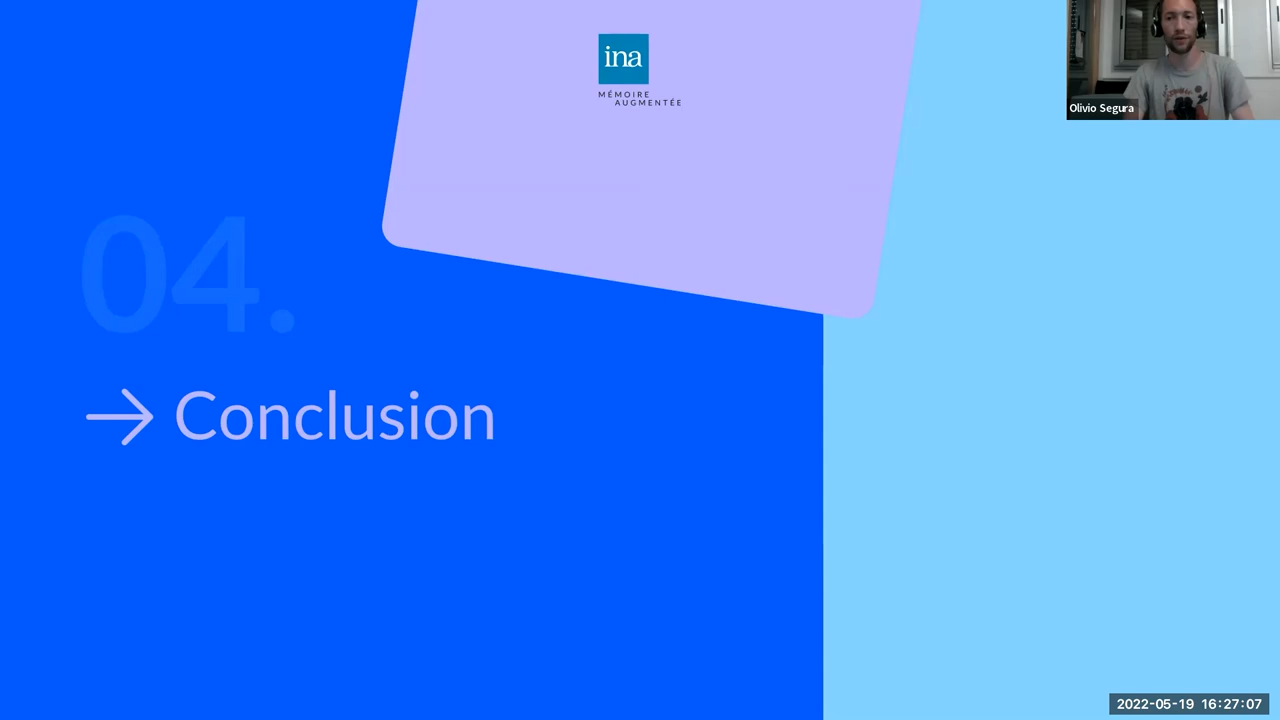 ina
MÉMOIRE
AUGMENTÉE
Olivio Segura
04.
→ Conclusion
2022-05-19 16:27:07